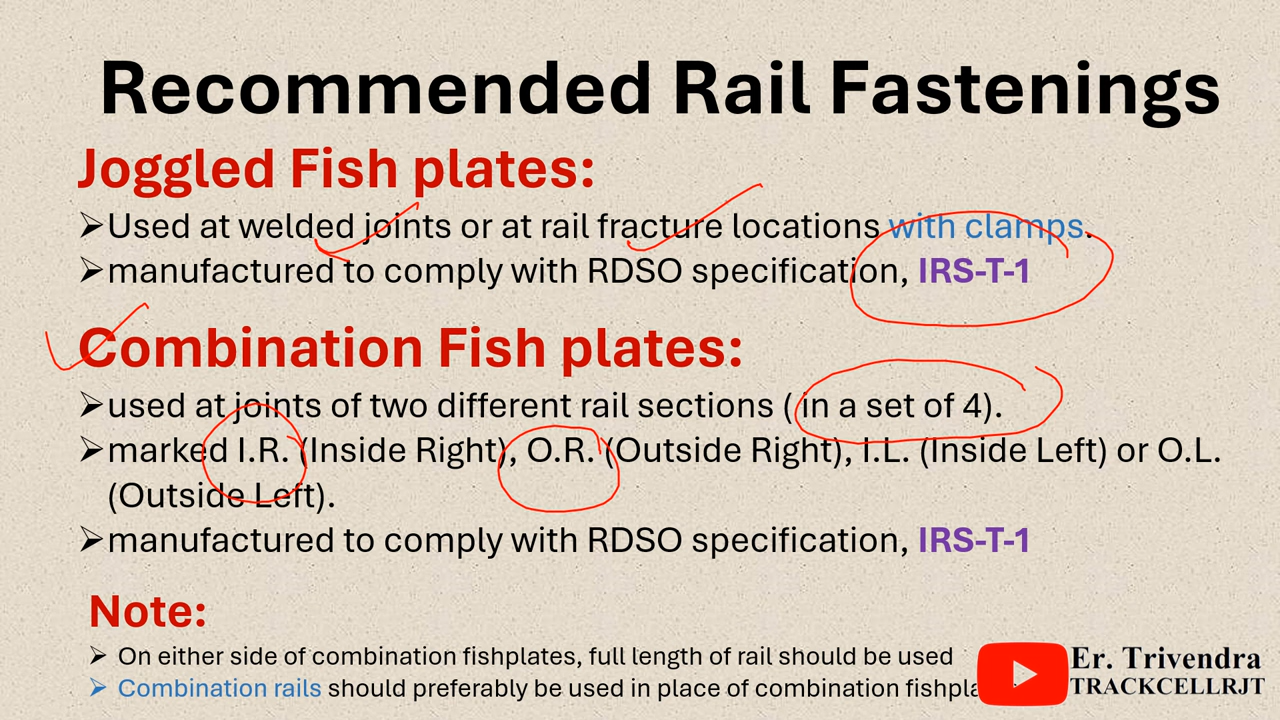 Recommended Rail Fastenings
Joggled Fish plates:
➢Used at welded joints or at rail fracture locations with clamps.
➢manufactured to comply with RDSO specification, IRS-T-1
Combination Fish plates:
➢used at joints of two different rail sections ( in a set of 4).
➢marked I.R. (Inside Right), O.R. (Outside Right), I.L. (Inside Left) or O.L.
(Outside Left).
➢manufactured to comply with RDSO specification, IRS-T-1
Note:
➢ On either side of combination fishplates, full length of rail should be used
➢ Combination rails should preferably be used in place of combination
Er. Trivendra
TRACKCELLRJT